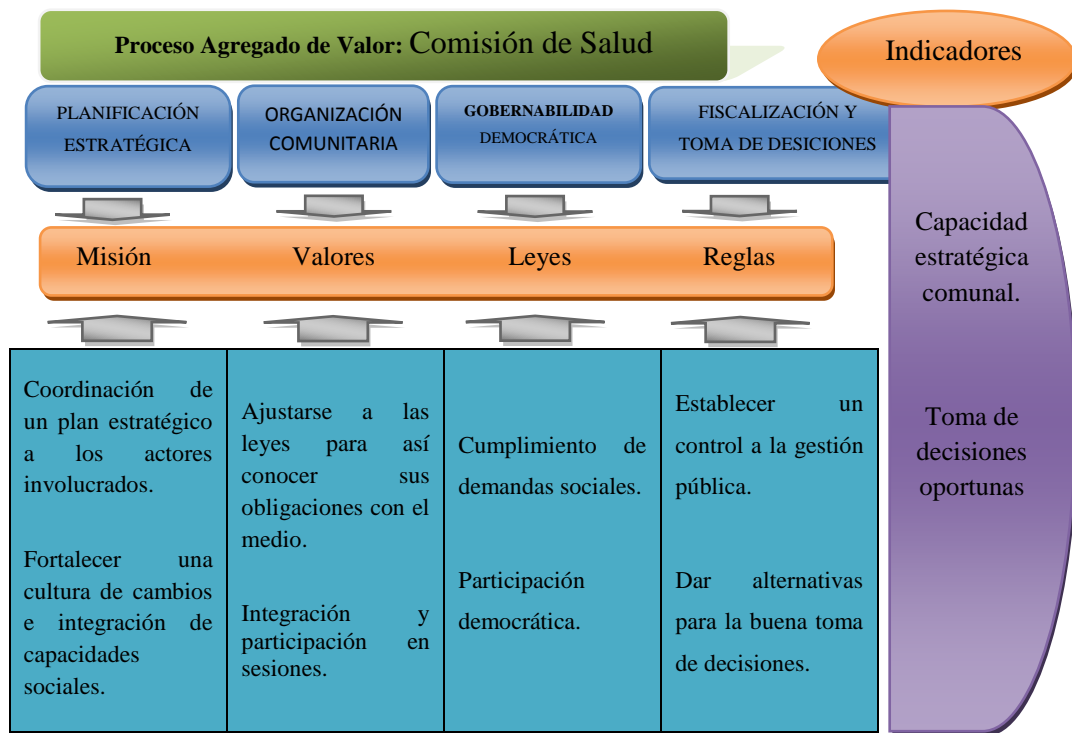 Proceso Agregado de Valor: Comisión de Salud
Indicadores
PLANIFICACIÓN
ESTRATÉGICA
ORGANIZACIÓN
COMUNITARIA
GOBERNABILIDAD
DEMOCRÁTICA
FISCALIZACIÓN Y
TOMA DE DESICIONES
Misión Valores Leyes Reglas
Coordinación de
un plan estratégico
a los actores
involucrados.
Fortalecer una
cultura de cambios
e integración de
capacidades
sociales.
Ajustarse a las
leyes para así
conocer sus
obligaciones con el
medio.
Integración y
participación en
sesiones.
Cumplimiento de
demandas sociales.
Participación
democrática.
Establecer un
control a la gestión
pública.
Dar alternativas
para la buena toma
de decisiones.
Capacidad
estratégica
comunal.
Toma de
decisiones
oportunas